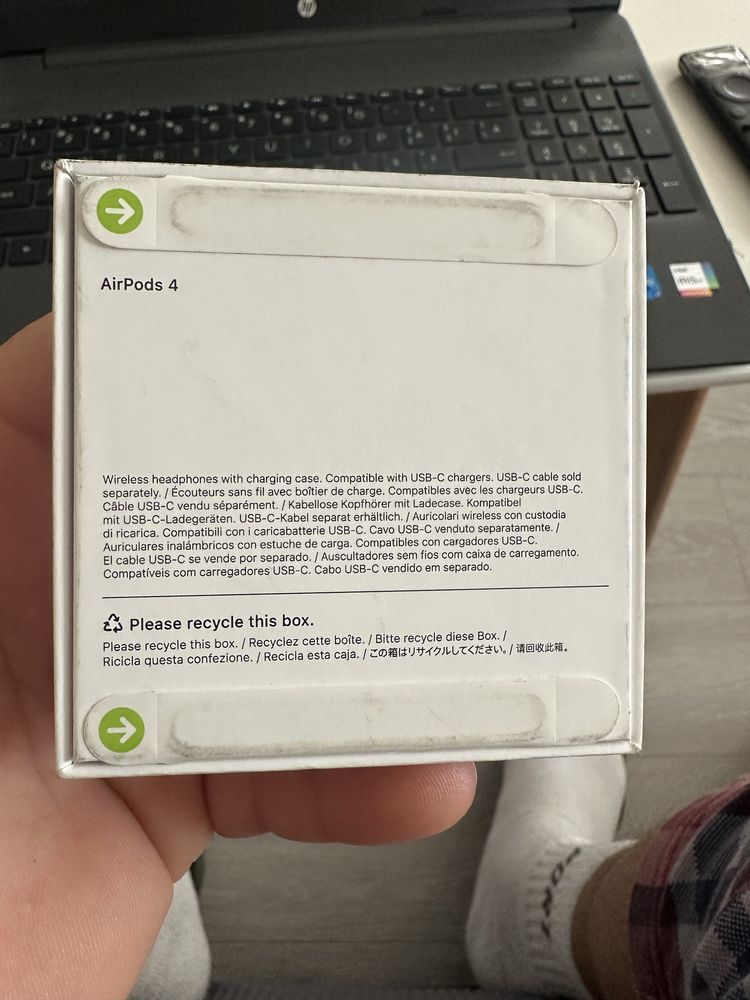 hp
AirPods 4
Wireless headphones with charging case. Compatible with USB-C chargers. USB-C cable sold
separately. / Écouteurs sans fil avec boîtier de charge. Compatibles avec les chargeurs USB-C.
Câble USB-C vendu séparément. / Kabellose Kopfhörer mit Ladecase. Kompatibel
mit USB-C-Ladegeräten. USB-C-Kabel separat erhältlich. / Auricolari wireless con custodia
di ricarica. Compatibili con i caricabatterie USB-C. Cavo USB-C venduto separatamente. /
Auriculares inalámbricos con estuche de carga. Compatibles con cargadores USB-C.
El cable USB-C se vende por separado. / Auscultadores sem fios com caixa de carregamento.
Compatíveis com carregadores USB-C. Cabo USB-C vendido em separado.
Please recycle this box.
Please recycle this box. / Recyclez cette boîte. / Bitte recycle diese Box. /
Ricicla questa confezione. / Recicla esta caja. / この箱はリサイクルしてください。/ 请回收此箱。